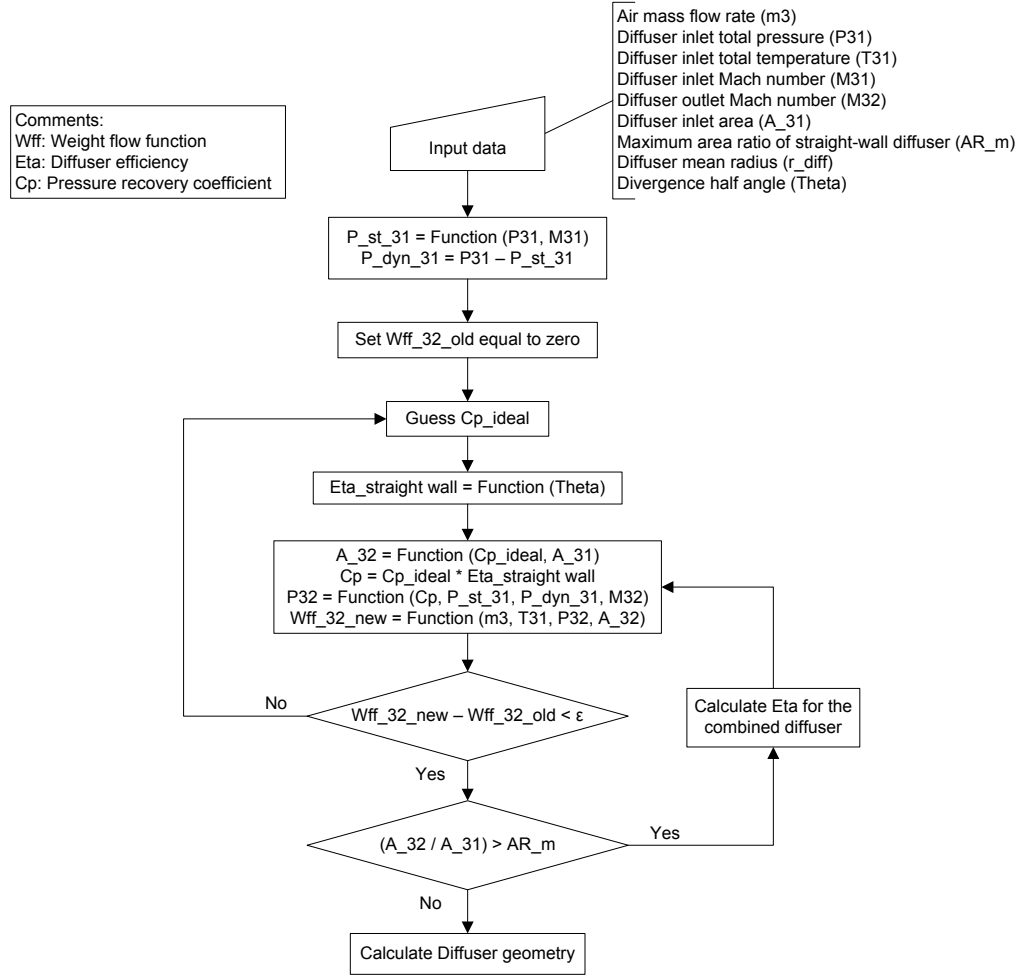 Air mass flow rate (m3)
Diffuser inlet total pressure (P31)
Diffuser inlet total temperature (T31)
Diffuser inlet Mach number (M31)
Diffuser outlet Mach number (M32)
Diffuser inlet area (A_31)
Maximum area ratio of straight-wall diffuser (AR_m)
Diffuser mean radius (r_diff)
Divergence half angle (Theta)
Comments:
Wff: Weight flow function
Eta: Diffuser efficiency
Cp: Pressure recovery coefficient
Input data
P_st_31 = Function (P31, M31)
P_dyn_31 = P31 – P_st_31
Set Wff_32_old equal to zero
Guess Cp_ideal
Eta_straight wall = Function (Theta)
A_32 = Function (Cp_ideal, A_31)
Cp = Cp_ideal * Eta_straight wall
P32 = Function (Cp, P_st_31, P_dyn_31, M32)
Wff_32_new = Function (m3, T31, P32, A_32)
No
Wff_32_new – Wff_32_old < ε
Calculate Eta for the
combined diffuser
Yes
(A_32 / A_31) > AR_m
Yes
No
Calculate Diffuser geometry